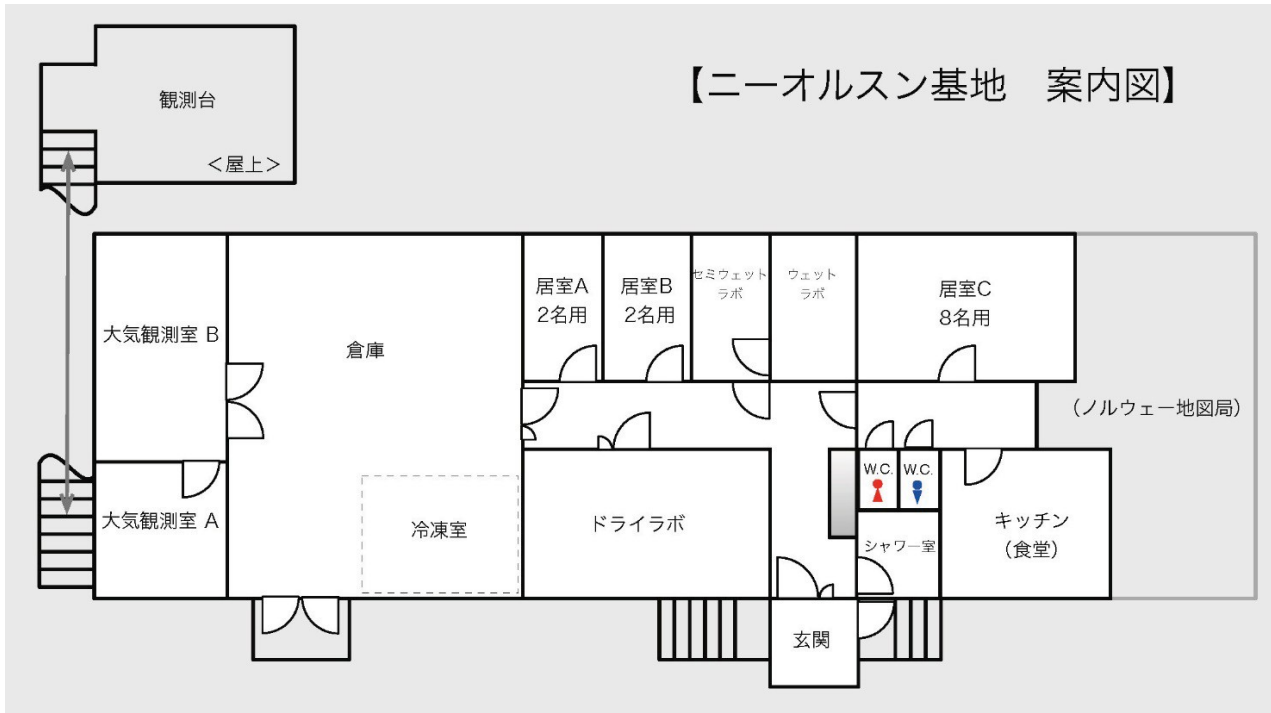 【ニーオルスン基地　案内図】
観測台
＜屋上＞
大気観測室 B
倉庫
居室A
2名用
居室B
2名用
セミウェット
ラボ
ウェット
ラボ
居室C
8名用
(ノルウェー地図局)
大気観測室 A
冷凍室
ドライラボ
W.C.
W.C.
シャワー室
キッチン
(食堂)
玄関